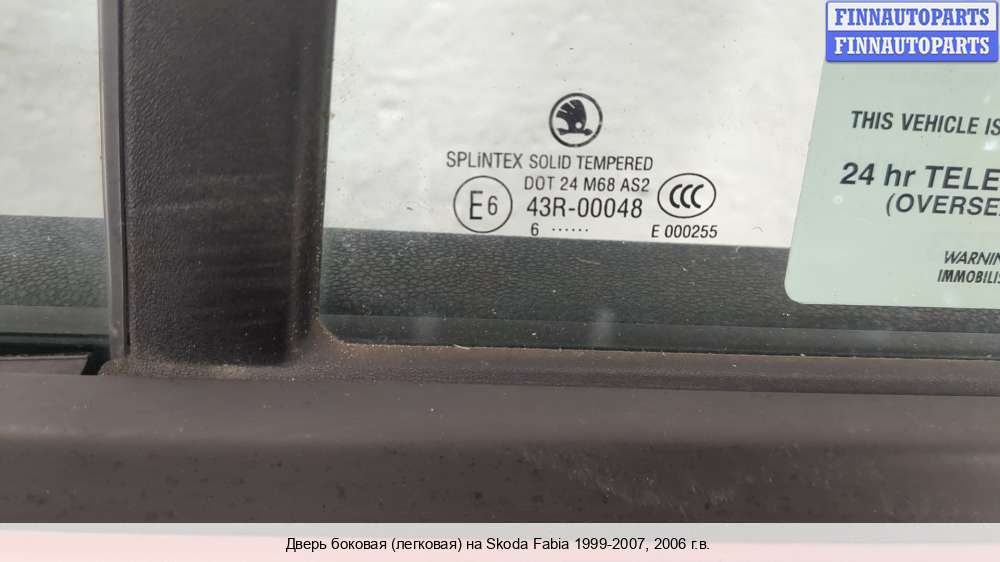 FINNAUTOPARTS
FINNAUTOPARTS
THIS VEHICLE IS
24 hr TELE
(OVERSE
WARNIN
IMMOBILIS
SPLiNTEX SOLID TEMPERED
DOT 24 M68 AS2
E6 43R-00048 CCC
6 ······ E 000255
Дверь боковая (легковая) на Skoda Fabia 1999-2007, 2006 г.в.